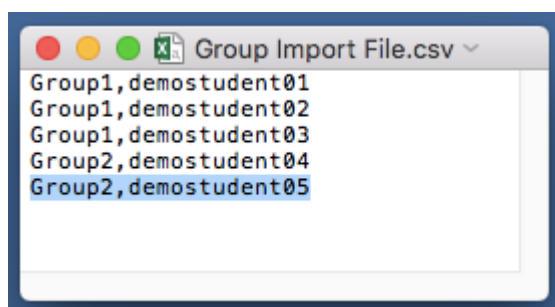 Group Import File.csv
Group1,demostudent01
Group1,demostudent02
Group1,demostudent03
Group2,demostudent04
Group2,demostudent05